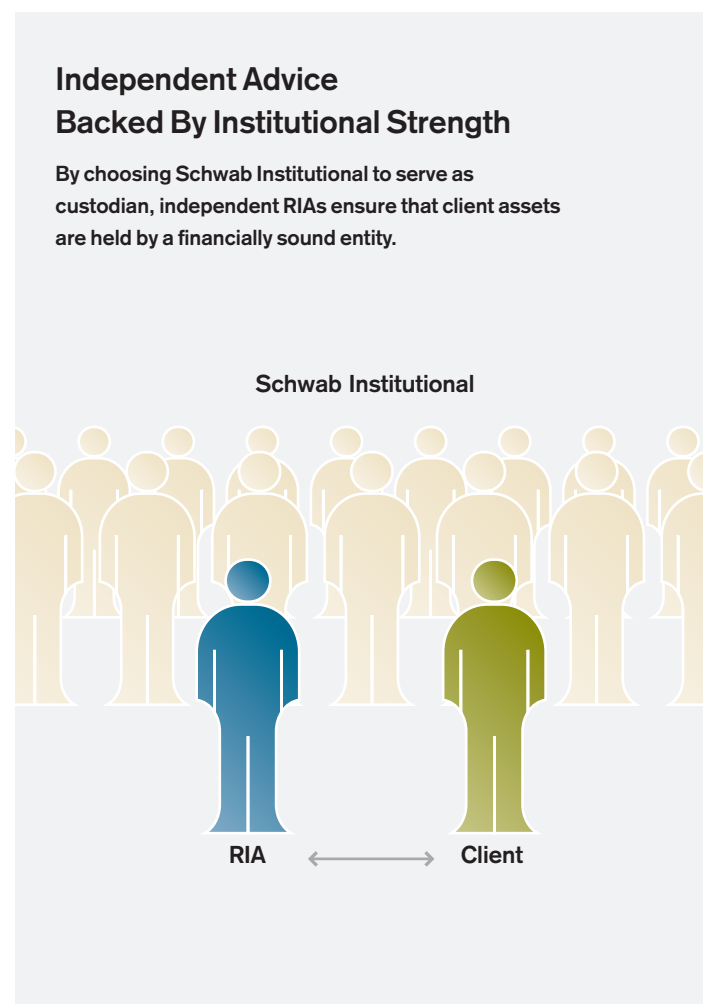 Independent Advice
Backed By Institutional Strength
By choosing Schwab Institutional to serve as
custodian, independent RIAs ensure that client assets
are held by a financially sound entity.
Schwab Institutional
RIA
Client